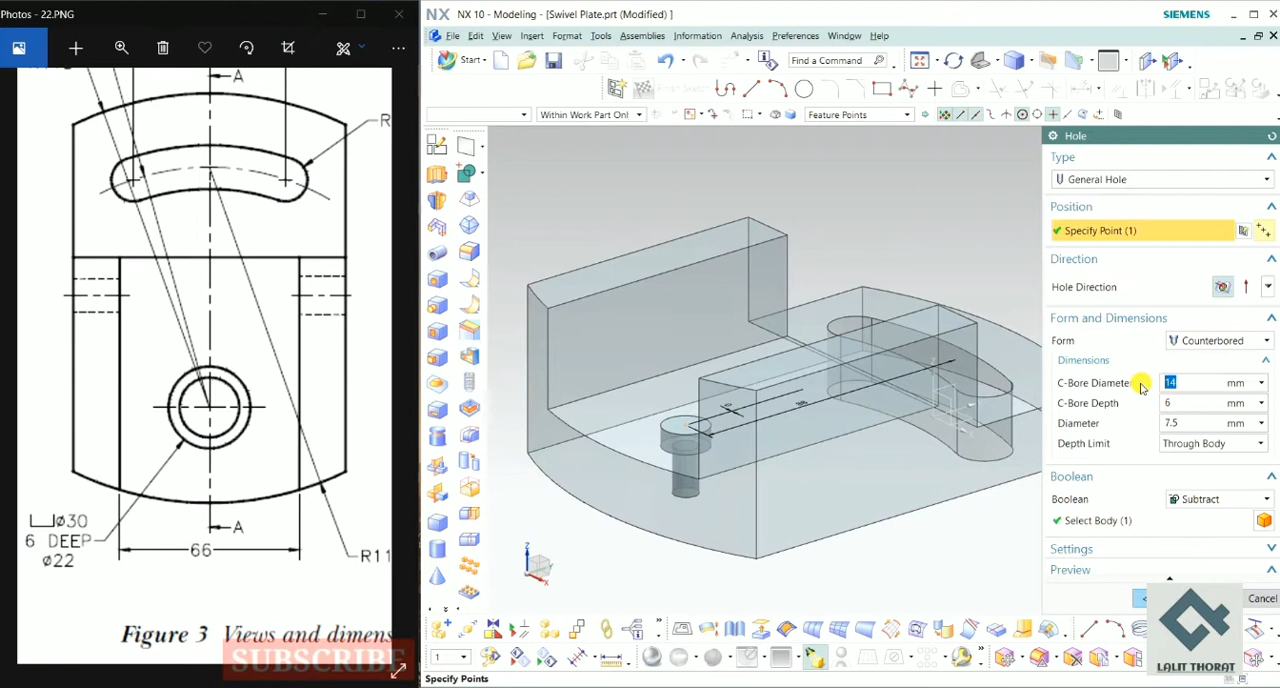 Photos - 22.PNG
A
R
⌴ø30
6 DEEP
ø22
A
66
R11
Figure 3 Views and dimens
SUBSCRIBE
NX NX 10 - Modeling - [Swivel Plate.prt (Modified) ]
SIEMENS
File Edit View Insert Format Tools Assemblies Information Analysis Preferences Window Help
Start
Find a Command
Finish Sketch
Within Work Part Onl
Feature Points
Z
X
Hole
Type
General Hole
Position
Specify Point (1)
Direction
Hole Direction
Form and Dimensions
Form
Counterbored
Dimensions
C-Bore Diameter
14 mm
C-Bore Depth
6 mm
Diameter
7.5 mm
Depth Limit
Through Body
Boolean
Boolean
Subtract
Select Body (1)
Settings
Preview
Cancel
LALIT THORAT
1
Specify Points